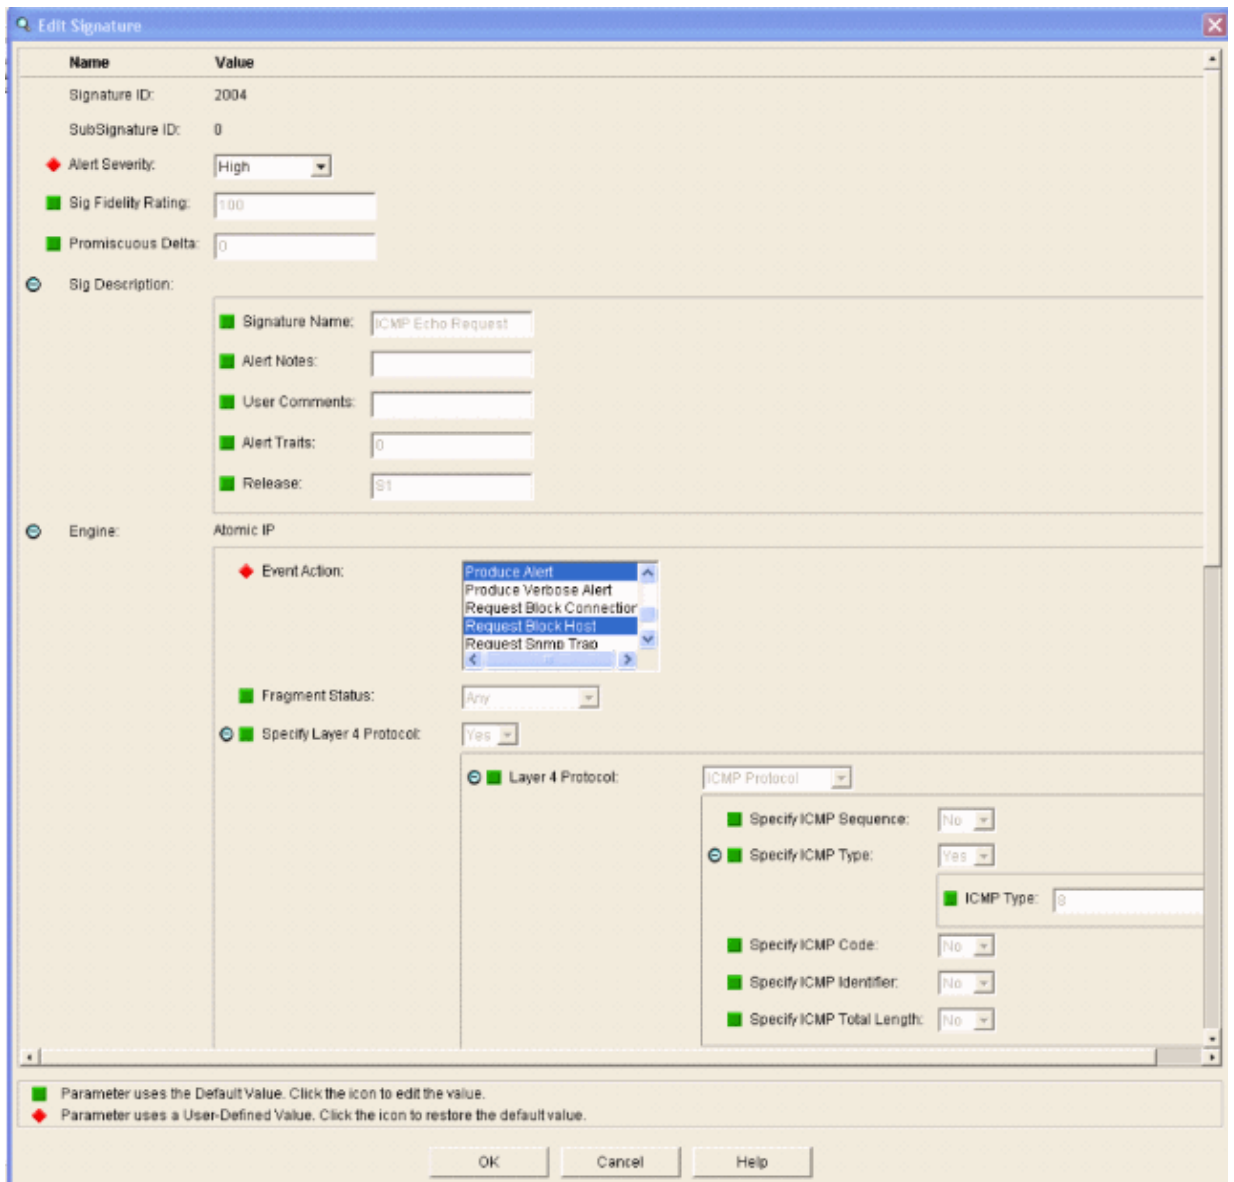 Edit Signature
Name Value
Signature ID: 2004
SubSignature ID: 0
Alert Severity: High
Sig Fidelity Rating: 100
Promiscuous Delta: 0
Sig Description:
Signature Name: ICMP Echo Request
Alert Notes:
User Comments:
Alert Traits: 0
Release: S1
Engine: Atomic IP
Event Action: Produce Alert
Produce Verbose Alert
Request Block Connection
Request Block Host
Request Snmp Trap
Fragment Status: Any
Specify Layer 4 Protocol: Yes
Layer 4 Protocol: ICMP Protocol
Specify ICMP Sequence: No
Specify ICMP Type: Yes
ICMP Type: 8
Specify ICMP Code: No
Specify ICMP Identifier: No
Specify ICMP Total Length: No
Parameter uses the Default Value. Click the icon to edit the value.
Parameter uses a User-Defined Value. Click the icon to restore the default value.
OK Cancel Help